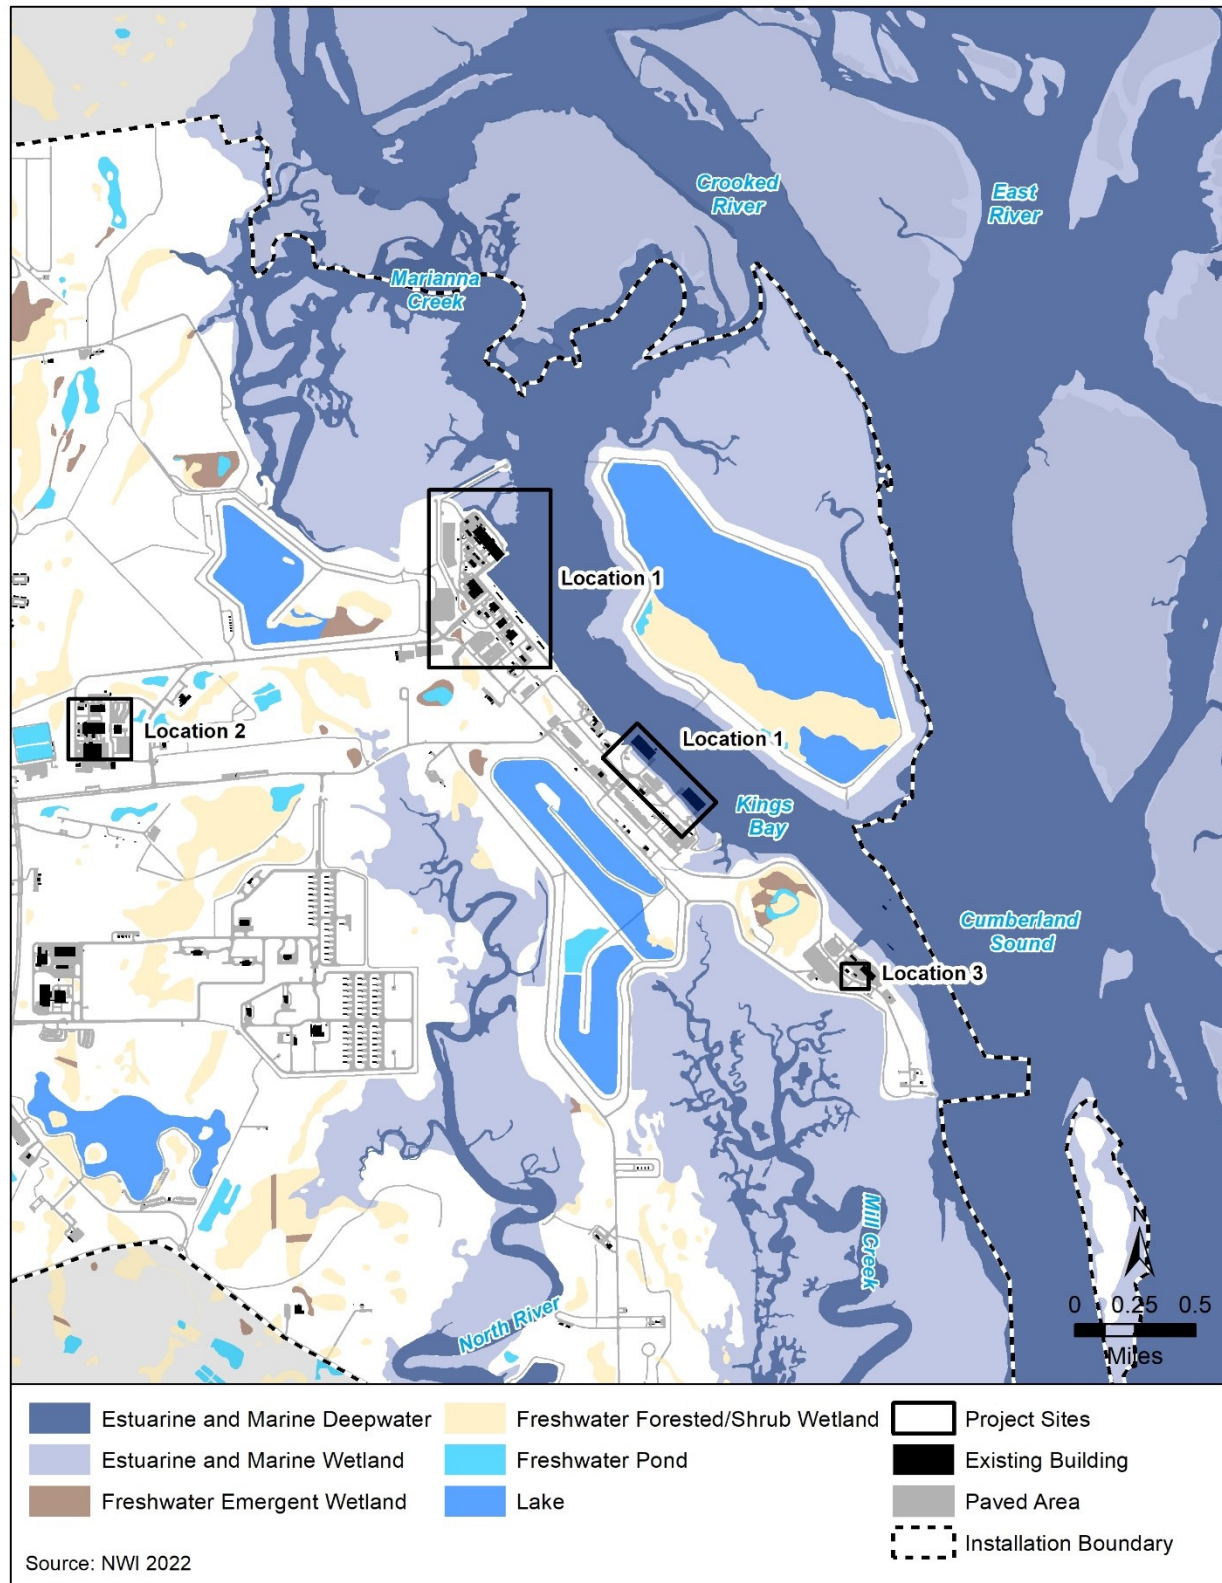 Crooked
River
East
River
Marianna
Creek
Location 1
Location 2
Location 1
Kings
Bay
Cumberland
Sound
Location 3
Mill Creek
North River
N
0 0.25 0.5
Miles
Estuarine and Marine Deepwater
Estuarine and Marine Wetland
Freshwater Emergent Wetland
Freshwater Forested/Shrub Wetland
Freshwater Pond
Lake
Project Sites
Existing Building
Paved Area
Installation Boundary
Source: NWI 2022